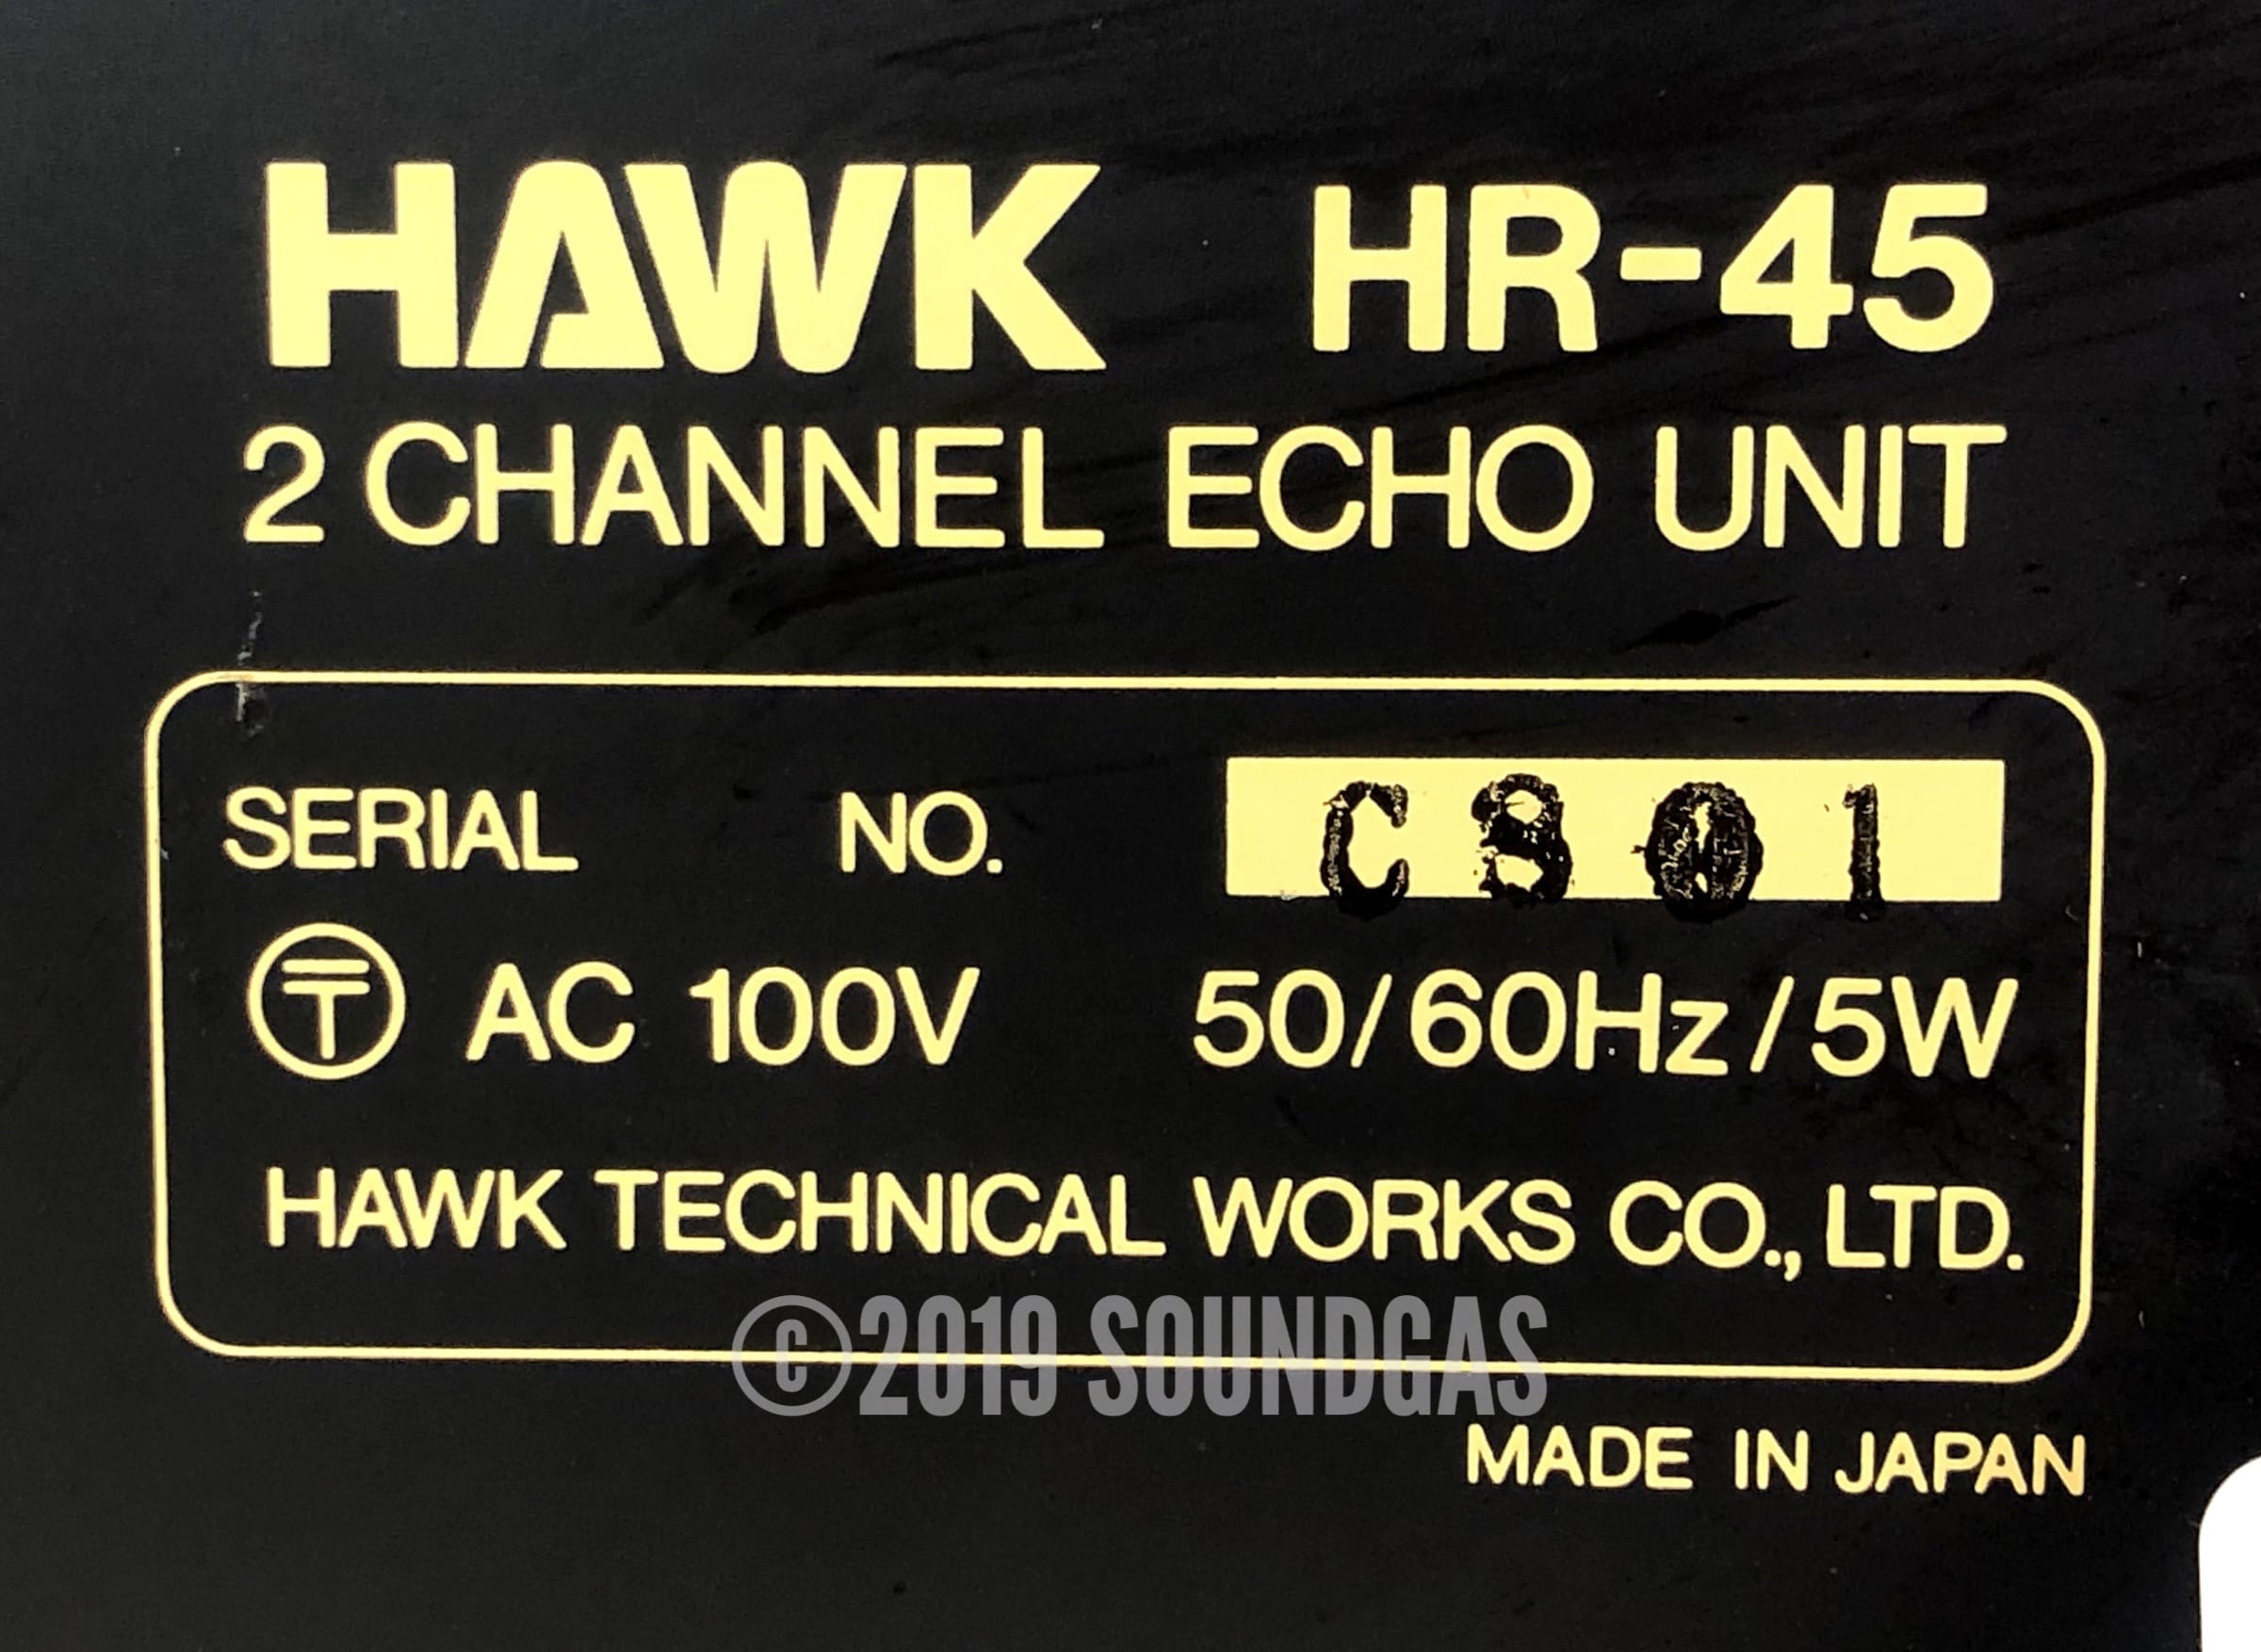 HAWK HR-45
2 CHANNEL ECHO UNIT
SERIAL NO. C801
〶 AC 100V 50/60Hz/5W
HAWK TECHNICAL WORKS CO., LTD.
©2019 SOUNDGAS
MADE IN JAPAN